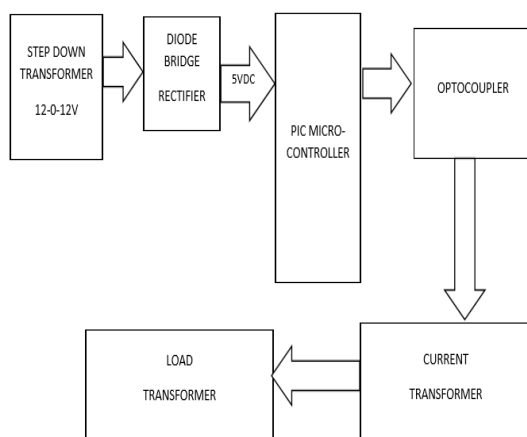 STEP DOWN
TRANSFORMER
12-0-12V
DIODE
BRIDGE
RECTIFIER
5VDC
PIC MICRO-
CONTROLLER
OPTOCOUPLER
LOAD
TRANSFORMER
CURRENT
TRANSFORMER